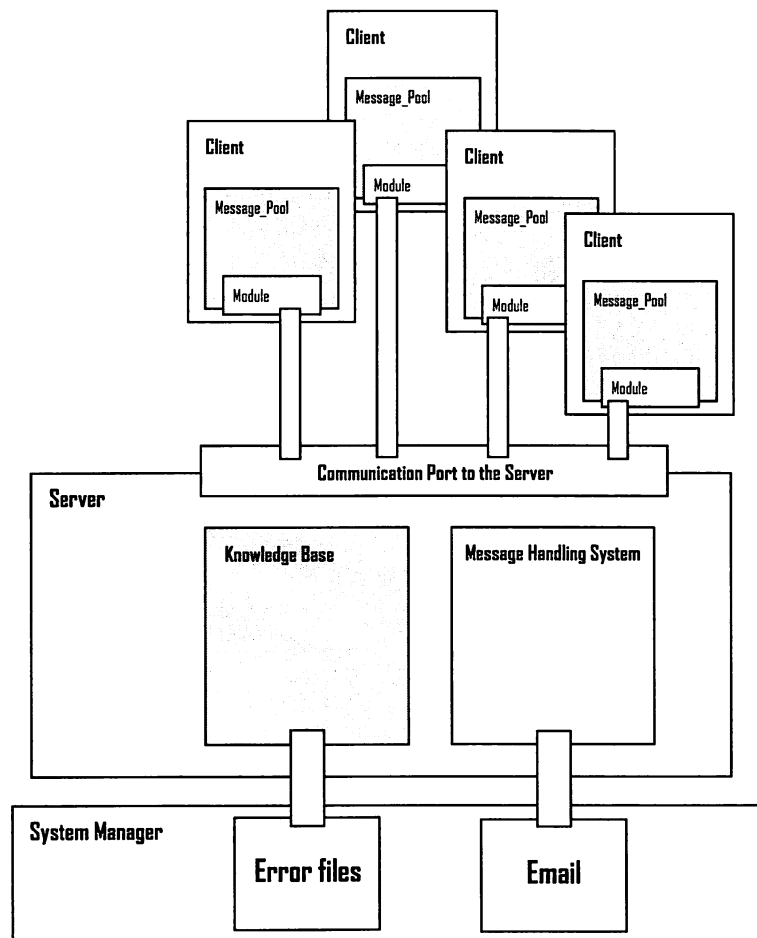 Client
Message_Pool
Module
Client
Message_Pool
Module
Client
Message_Pool
Module
Client
Message_Pool
Module
Communication Port to the Server
Server
Knowledge Base
Message Handling System
System Manager
Error files
Email